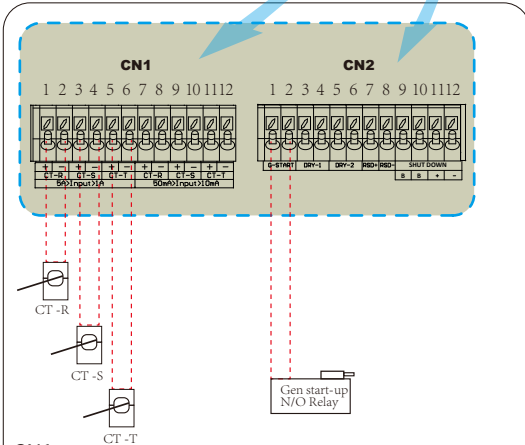 CN1 CN2
1 2 3 4 5 6 7 8 9 10 11 12 1 2 3 4 5 6 7 8 9 10 11 12
+ - + - + - + - + - + - G-START DRY-1 DRY-2 RSD+ RSD- SHUT DOWN
CT-R CT-S CT-T CT-R CT-S CT-T B B + -
5A>Input>1A 50mA>Input>10mA
CT -R
CT -S
CT -T
Gen start-up
N/O Relay